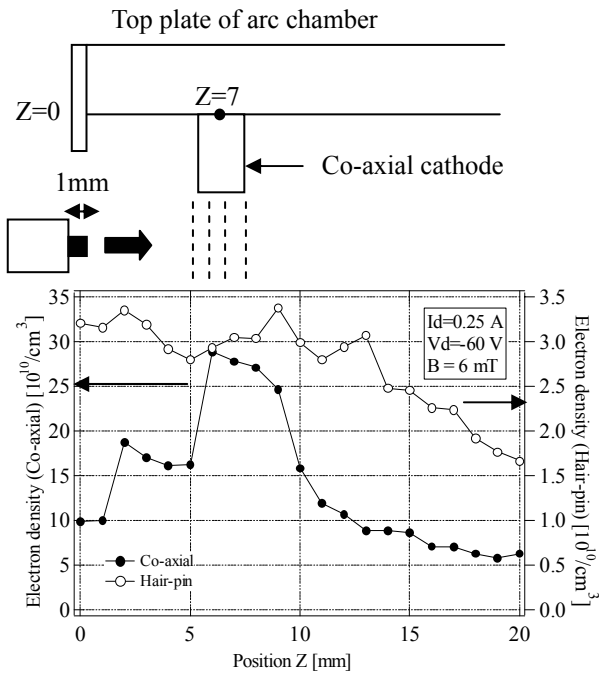 Top plate of arc chamber
Z=0
Z=7
Co-axial cathode
1mm
Electron density (Co-axial) [10^10/cm^3]
35
30
25
20
15
10
5
0
Id=0.25 A
Vd=-60 V
B = 6 mT
Co-axial
Hair-pin
3.5
3.0
2.5
2.0
1.5
1.0
0.5
0.0
Electron density (Hair-pin) [10^10/cm^3]
0
5
10
15
20
Position Z [mm]